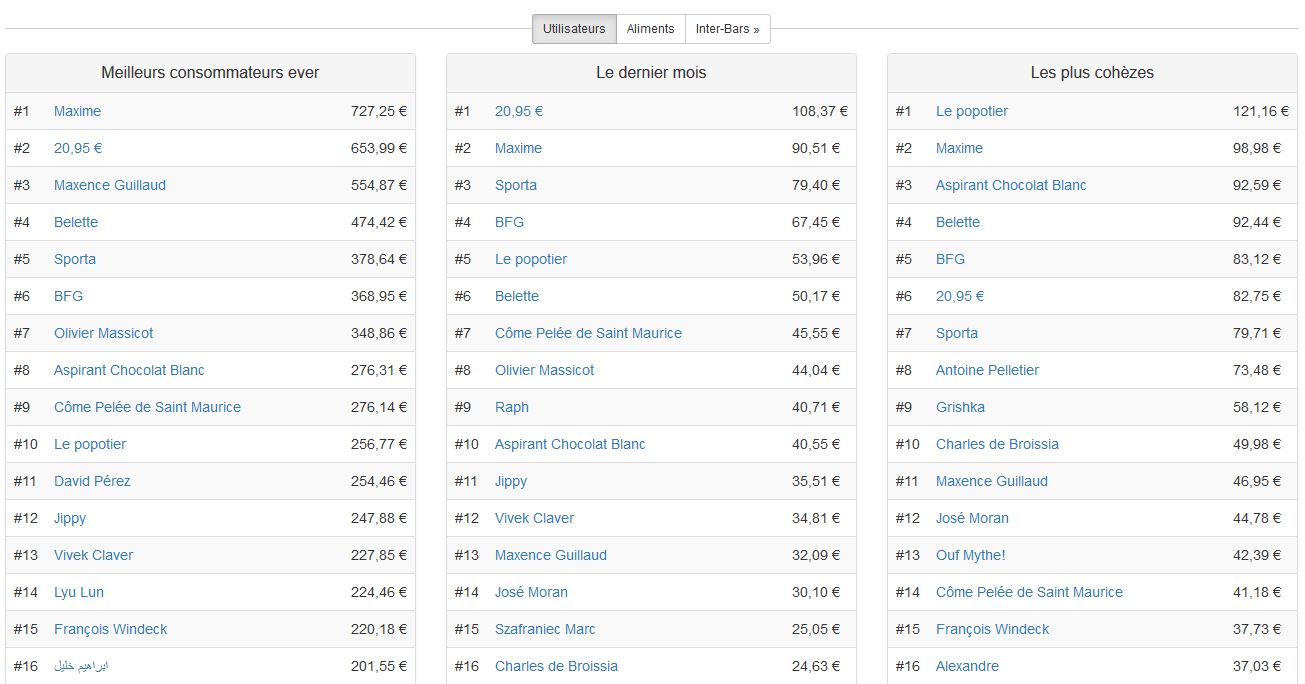 Utilisateurs Aliments Inter-Bars »
Meilleurs consommateurs ever
#1 Maxime 727,25 €
#2 20,95 € 653,99 €
#3 Maxence Guillaud 554,87 €
#4 Belette 474,42 €
#5 Sporta 378,64 €
#6 BFG 368,95 €
#7 Olivier Massicot 348,86 €
#8 Aspirant Chocolat Blanc 276,31 €
#9 Côme Pelée de Saint Maurice 276,14 €
#10 Le popotier 256,77 €
#11 David Pérez 254,46 €
#12 Jippy 247,88 €
#13 Vivek Claver 227,85 €
#14 Lyu Lun 224,46 €
#15 François Windeck 220,18 €
#16 ابراهيم خليل 201,55 €
Le dernier mois
#1 20,95 € 108,37 €
#2 Maxime 90,51 €
#3 Sporta 79,40 €
#4 BFG 67,45 €
#5 Le popotier 53,96 €
#6 Belette 50,17 €
#7 Côme Pelée de Saint Maurice 45,55 €
#8 Olivier Massicot 44,04 €
#9 Raph 40,71 €
#10 Aspirant Chocolat Blanc 40,55 €
#11 Jippy 35,51 €
#12 Vivek Claver 34,81 €
#13 Maxence Guillaud 32,09 €
#14 José Moran 30,10 €
#15 Szafraniec Marc 25,05 €
#16 Charles de Broissia 24,63 €
Les plus cohèzes
#1 Le popotier 121,16 €
#2 Maxime 98,98 €
#3 Aspirant Chocolat Blanc 92,59 €
#4 Belette 92,44 €
#5 BFG 83,12 €
#6 20,95 € 82,75 €
#7 Sporta 79,71 €
#8 Antoine Pelletier 73,48 €
#9 Grishka 58,12 €
#10 Charles de Broissia 49,98 €
#11 Maxence Guillaud 46,95 €
#12 José Moran 44,78 €
#13 Ouf Mythe! 42,39 €
#14 Côme Pelée de Saint Maurice 41,18 €
#15 François Windeck 37,73 €
#16 Alexandre 37,03 €